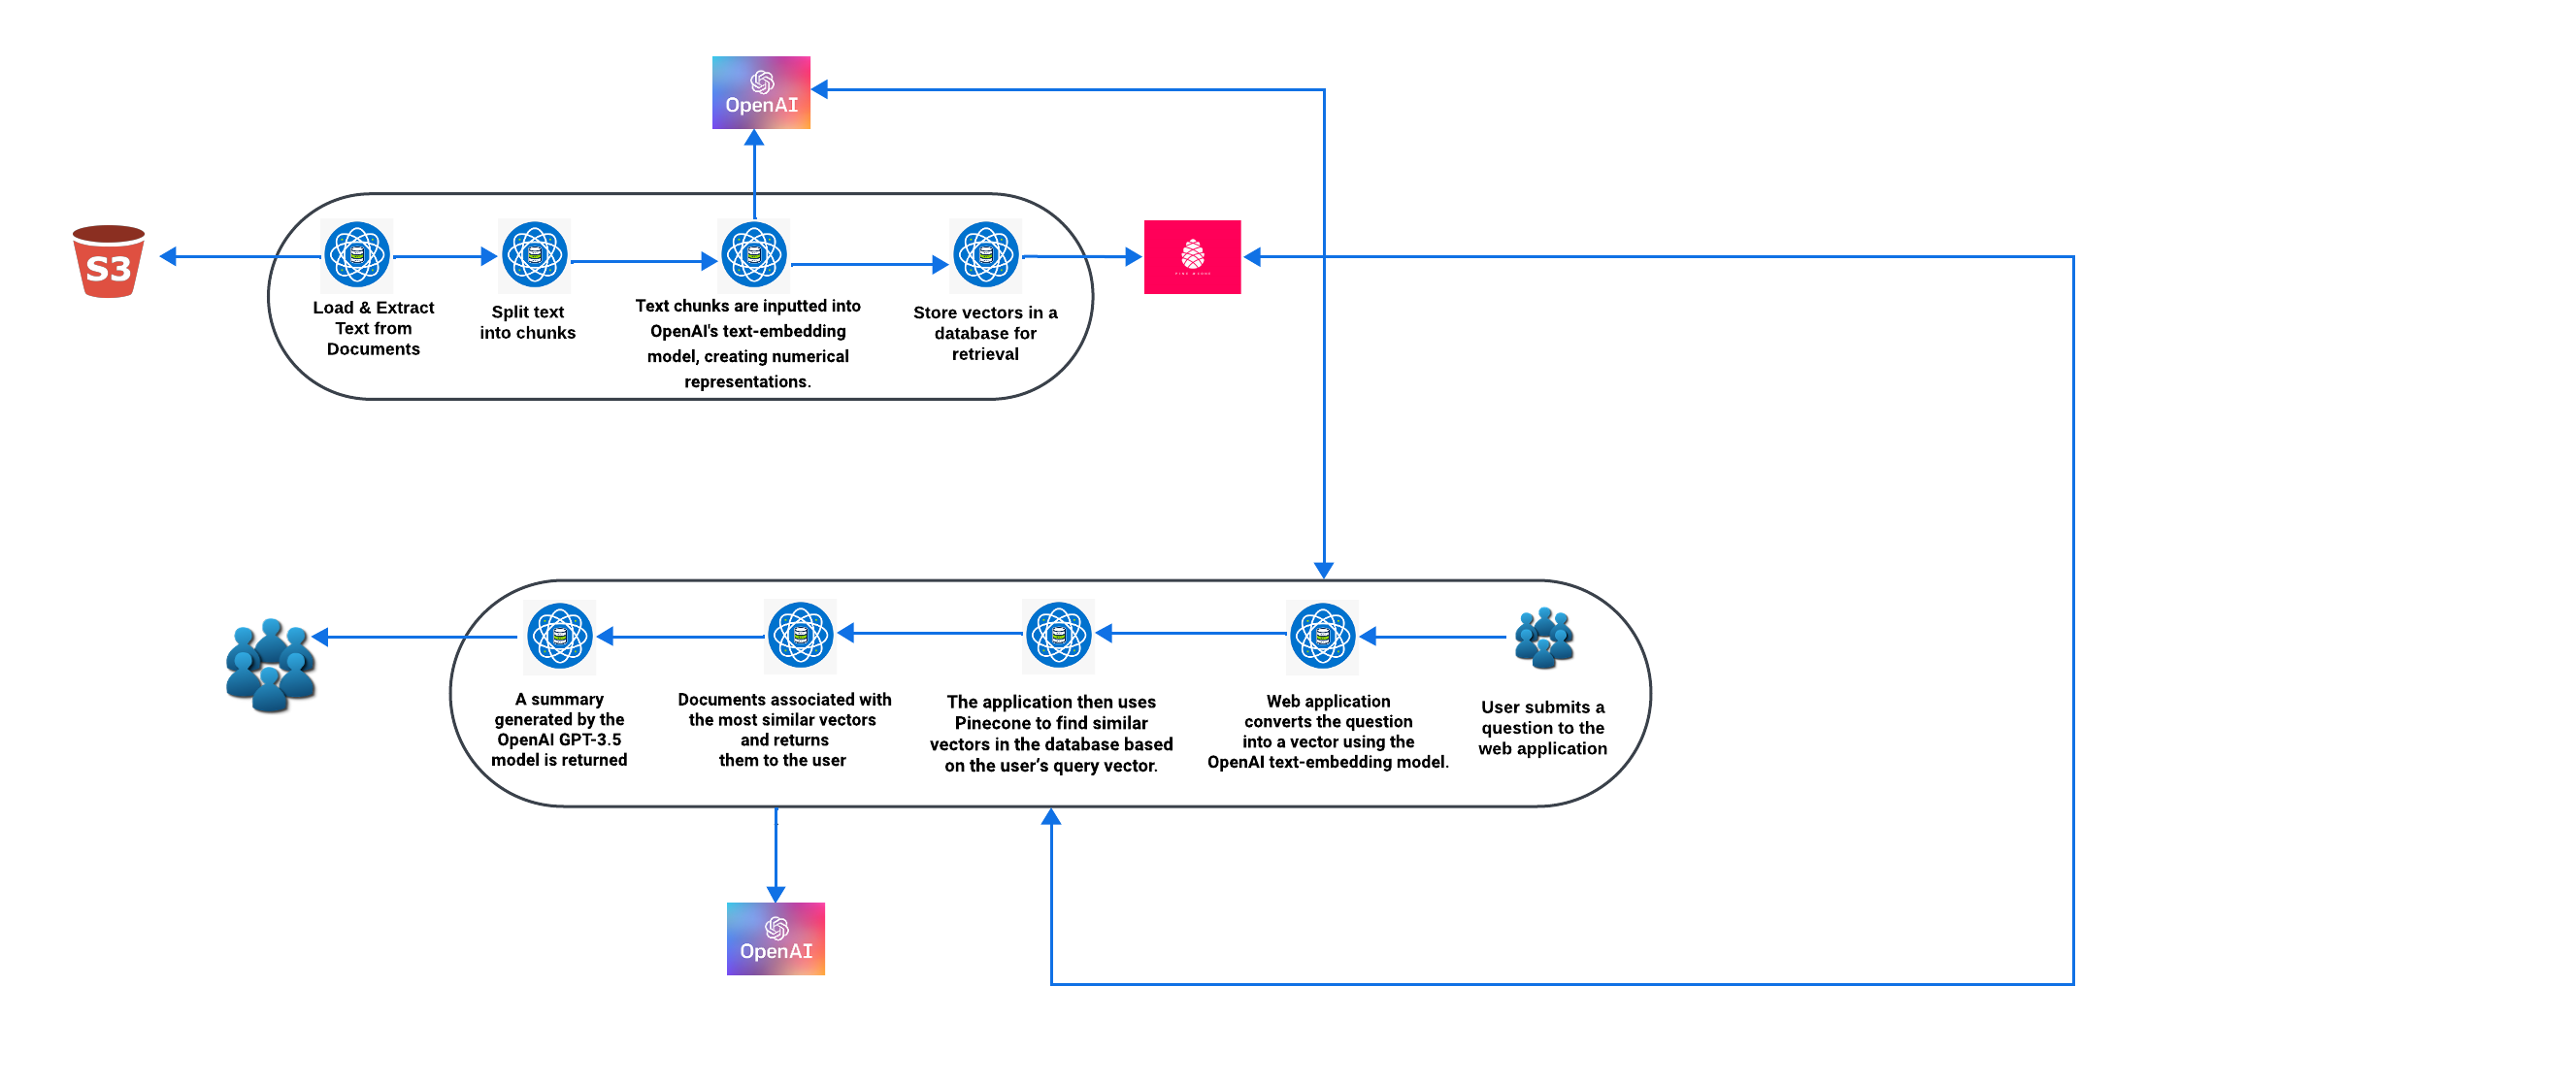 OpenAI
S3
Load & Extract
Text from
Documents
Split text
into chunks
Text chunks are inputted into
OpenAI's text-embedding
model, creating numerical
representations.
Store vectors in a
database for
retrieval
A summary
generated by the
OpenAI GPT-3.5
model is returned
Documents associated with
the most similar vectors
and returns
them to the user
The application then uses
Pinecone to find similar
vectors in the database based
on the user’s query vector.
Web application
converts the question
into a vector using the
OpenAI text-embedding model.
User submits a
question to the
web application
OpenAI